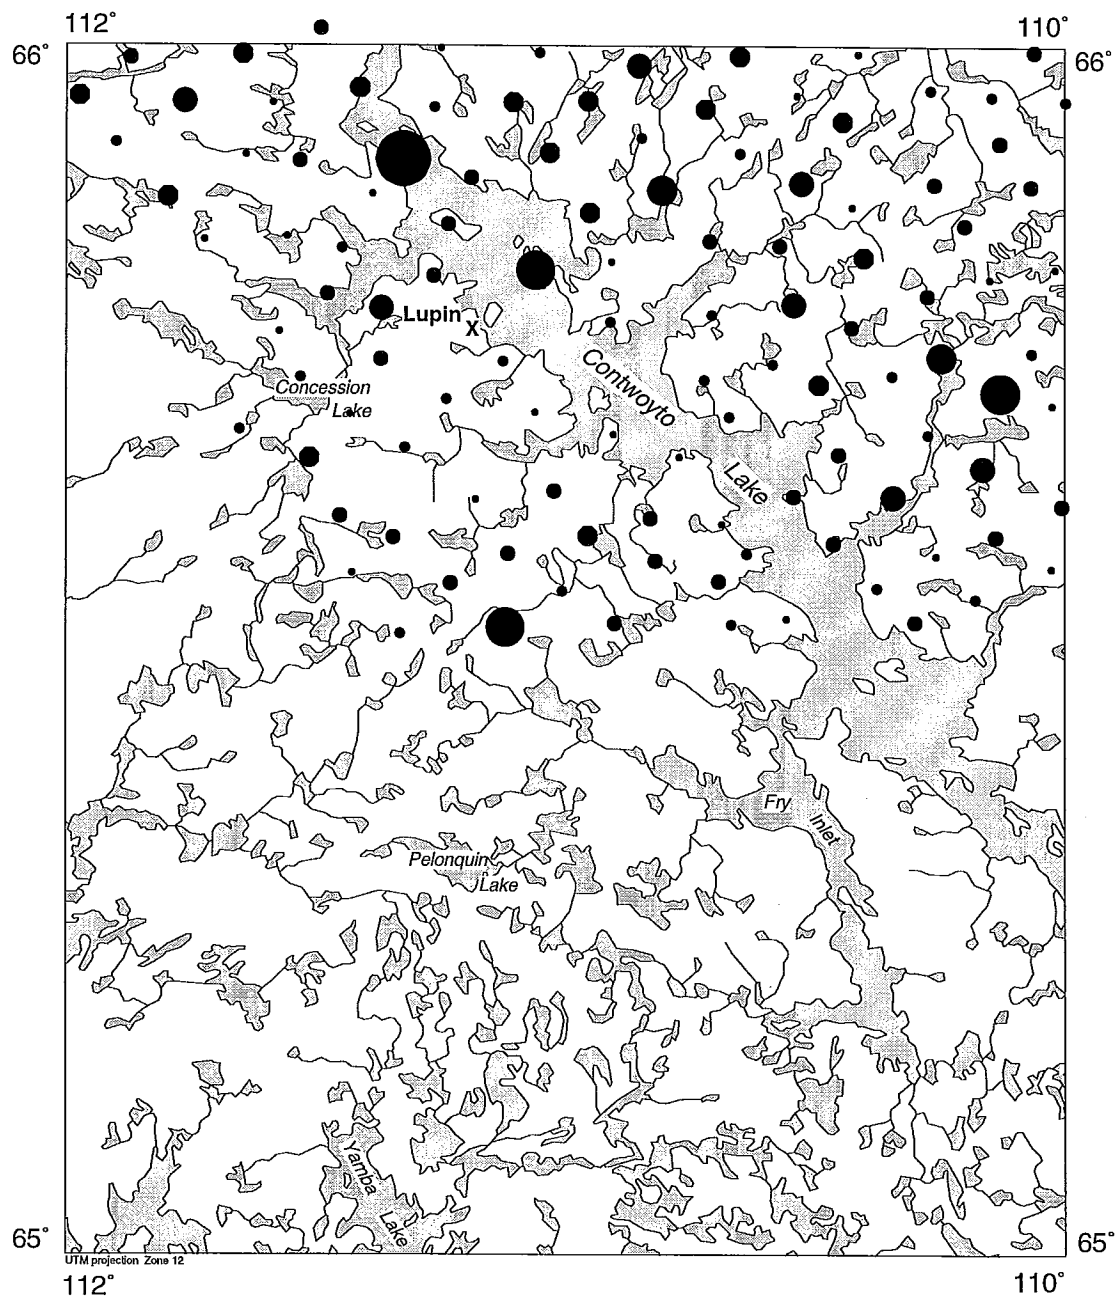 112°
110°
66°
66°
Lupin
X
Contwoyto
Lake
Concession
Lake
Fry
Inlet
Pelonquin
Lake
Yamba
Lake
65°
65°
UTM projection Zone 12
112°
110°